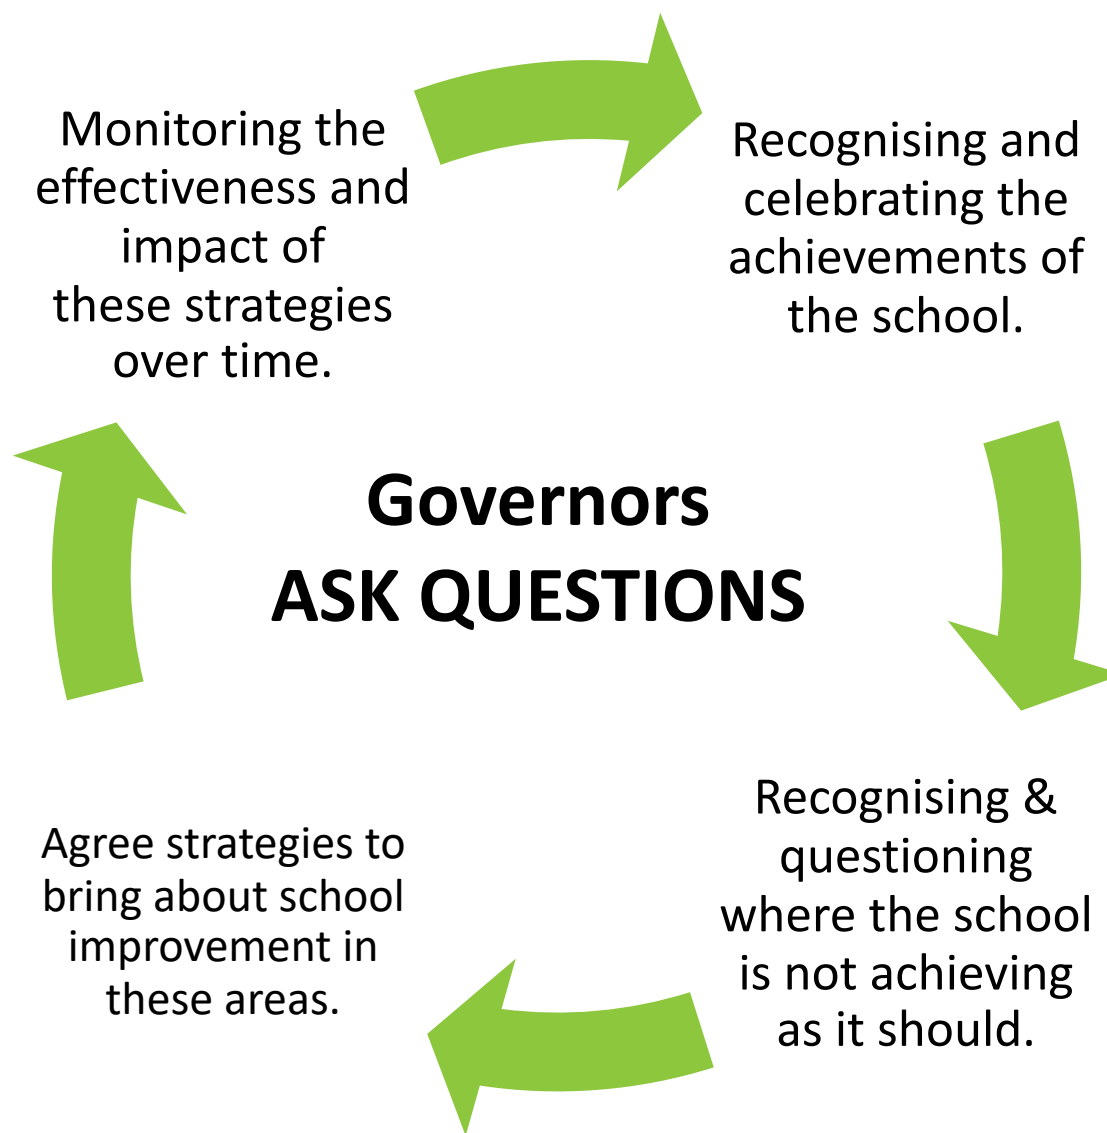 Monitoring the
effectiveness and
impact of
these strategies
over time.
Recognising and
celebrating the
achievements of
the school.
Governors
ASK QUESTIONS
Recognising &
questioning
where the school
is not achieving
as it should.
Agree strategies to
bring about school
improvement in
these areas.